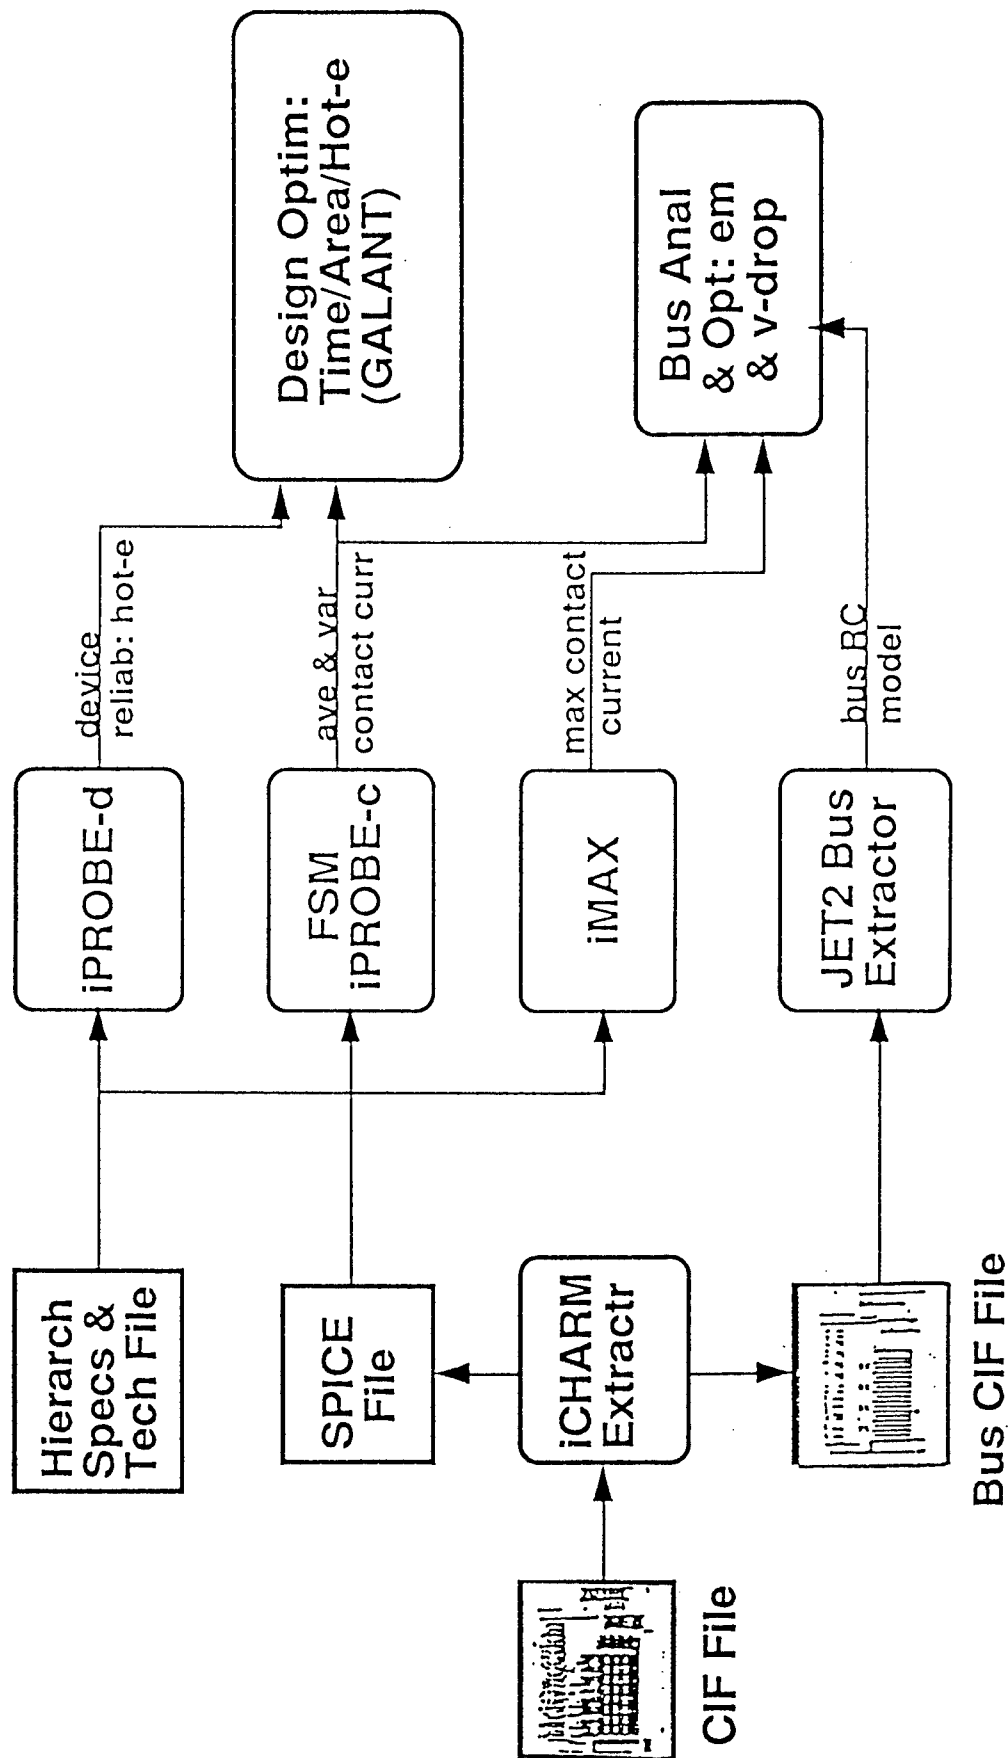 Hierarch
Specs &
Tech File
iPROBE-d
device
reliab: hot-e
Design Optim:
Time/Area/Hot-e
(GALANT)
SPICE
File
FSM
iPROBE-c
ave & var
contact curr
CIF File
iCHARM
Extractr
iMAX
max contact
current
Bus Anal
& Opt: em
& v-drop
Bus CIF File
JET2 Bus
Extractor
bus RC
model